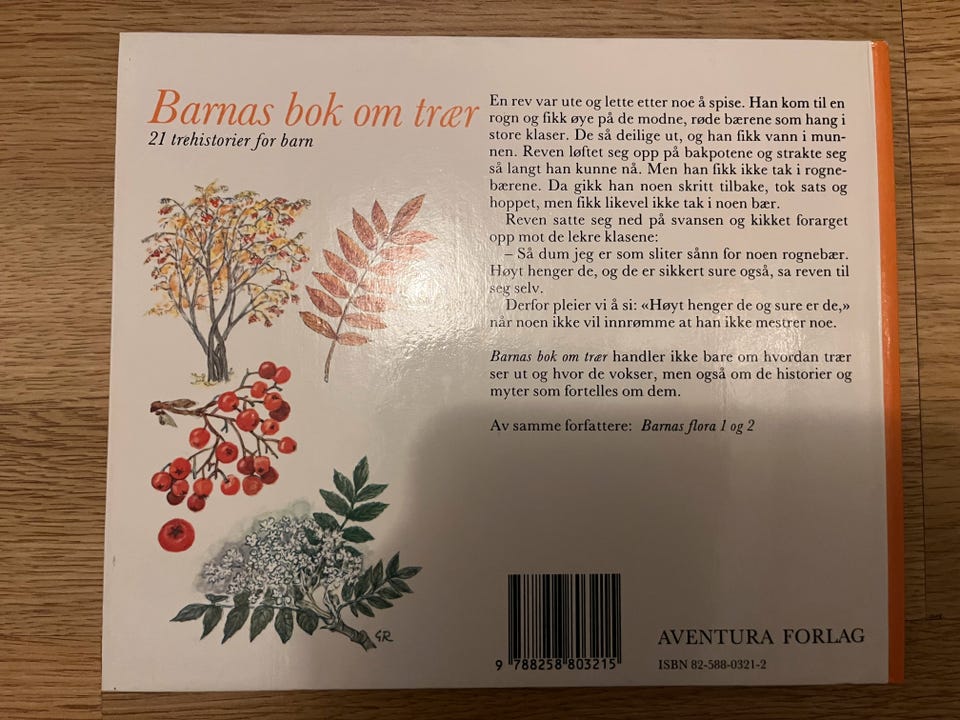 Barnas bok om trær
21 trehistorier for barn
En rev var ute og lette etter noe å spise. Han kom til en
rogn og fikk øye på de modne, røde bærene som hang i
store klaser. De så deilige ut, og han fikk vann i mun-
nen. Reven løftet seg opp på bakpotene og strakte seg
så langt han kunne nå. Men han fikk ikke tak i rogne-
bærene. Da gikk han noen skritt tilbake, tok sats og
hoppet, men fikk likevel ikke tak i noen bær.
Reven satte seg ned på svansen og kikket forarget
opp mot de lekre klasene:
– Så dum jeg er som sliter sånn for noen rognebær.
Høyt henger de, og de er sikkert sure også, sa reven til
seg selv.
Derfor pleier vi å si: «Høyt henger de og sure er de,»
når noen ikke vil innrømme at han ikke mestrer noe.
Barnas bok om trær handler ikke bare om hvordan trær
ser ut og hvor de vokser, men også om de historier og
myter som fortelles om dem.
Av samme forfattere: Barnas flora 1 og 2
GR
9 788258 803215
AVENTURA FORLAG
ISBN 82-588-0321-2